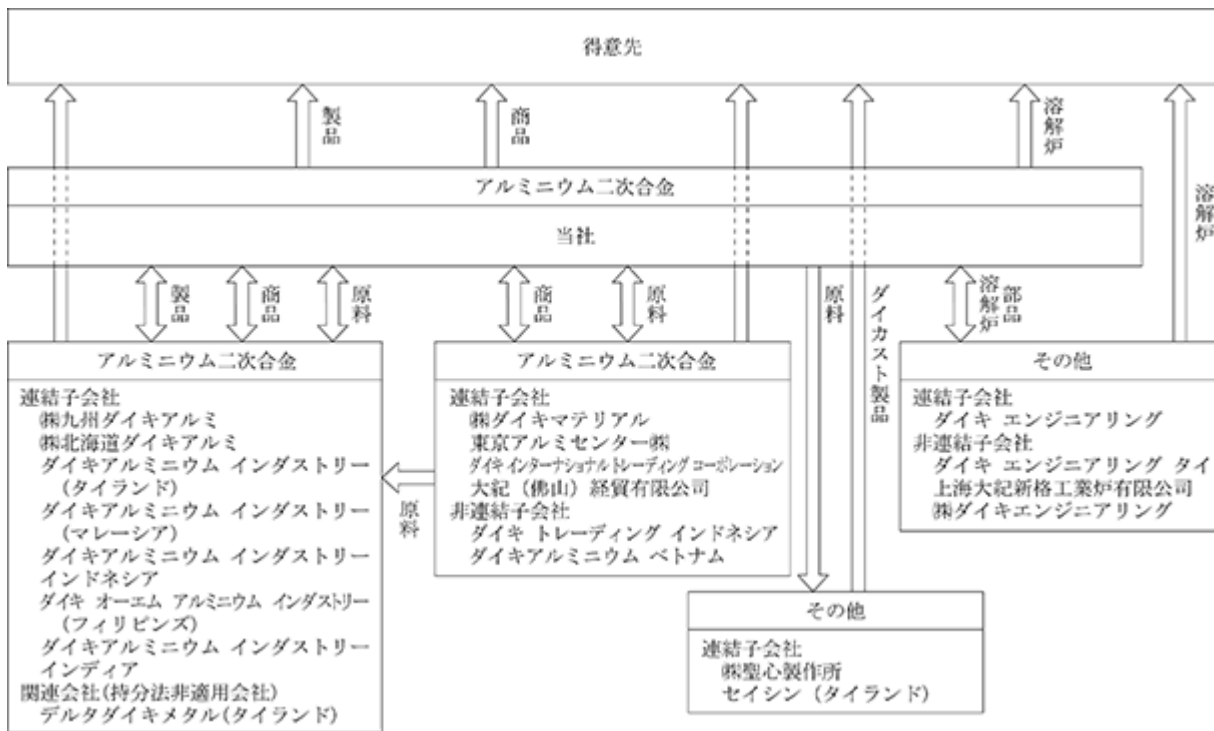 得意先
製品
商品
溶解炉
溶解炉
アルミニウム二次合金
当社
製品
商品
原料
商品
原料
原料
ダイカスト製品
溶解炉
部品
アルミニウム二次合金
連結子会社
㈱九州ダイキアルミ
㈱北海道ダイキアルミ
ダイキアルミニウム インダストリー
(タイランド)
ダイキアルミニウム インダストリー
(マレーシア)
ダイキアルミニウム インダストリー
インドネシア
ダイキ オーエム アルミニウム インダストリー
(フィリピンズ)
ダイキアルミニウム インダストリー
インディア
関連会社(持分法非適用会社)
デルタダイキメタル(タイランド)
原料
アルミニウム二次合金
連結子会社
㈱ダイキマテリアル
東京アルミセンター㈱
ダイキインターナショナルトレーディングコーポレーション
大紀(佛山)経貿有限公司
非連結子会社
ダイキ トレーディング インドネシア
ダイキアルミニウム ベトナム
その他
連結子会社
㈱聖心製作所
セイシン(タイランド)
その他
連結子会社
ダイキ エンジニアリング
非連結子会社
ダイキ エンジニアリング タイ
上海大紀新格工業炉有限公司
㈱ダイキエンジニアリング